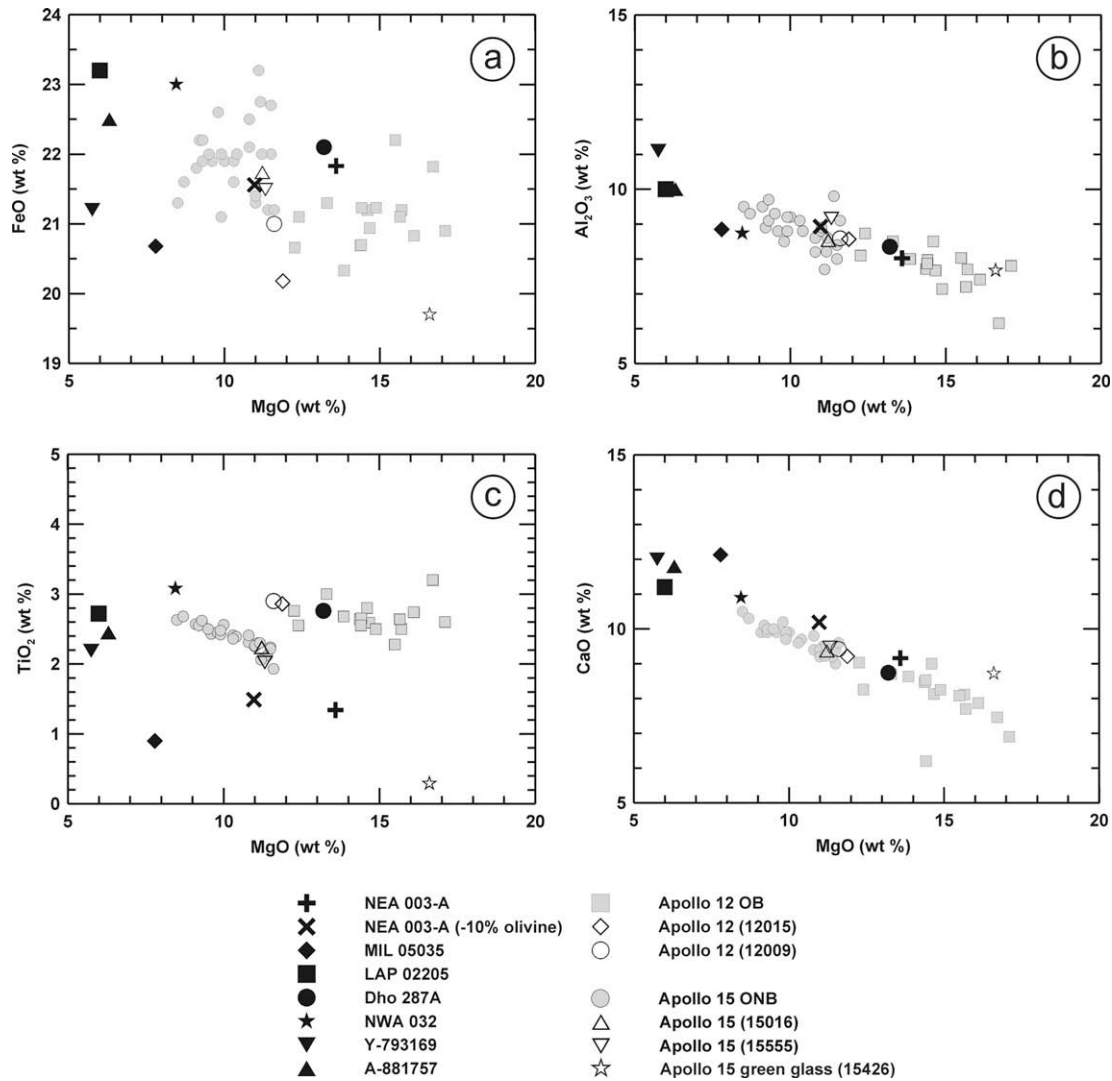 24
23
22
21
20
19
FeO (wt %)
5 10 15 20
MgO (wt %)
a
15
10
5
Al₂O₃ (wt %)
5 10 15 20
MgO (wt %)
b
5
4
3
2
1
0
TiO₂ (wt %)
5 10 15 20
MgO (wt %)
c
15
10
5
CaO (wt %)
5 10 15 20
MgO (wt %)
d
NEA 003-A
NEA 003-A (-10% olivine)
MIL 05035
LAP 02205
Dho 287A
NWA 032
Y-793169
A-881757
Apollo 12 OB
Apollo 12 (12015)
Apollo 12 (12009)
Apollo 15 ONB
Apollo 15 (15016)
Apollo 15 (15555)
Apollo 15 green glass (15426)